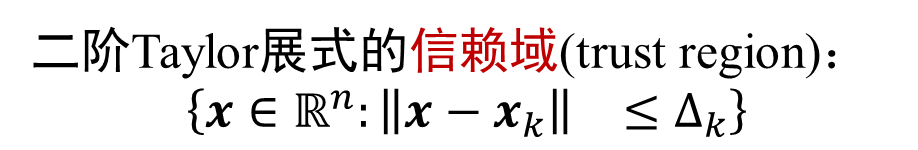 二阶Taylor展式的信赖域(trust region)：
{𝒙 ∈ ℝⁿ: ‖𝒙 − 𝒙ₖ‖ ≤ Δₖ}